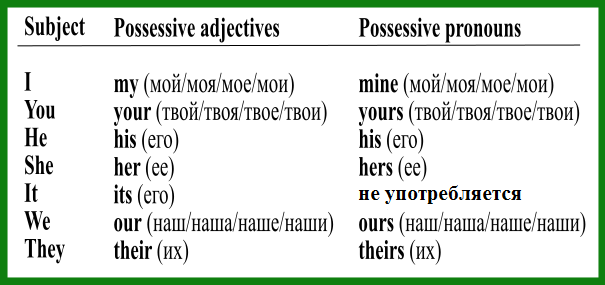 Subject Possessive adjectives Possessive pronouns
I my (мой/моя/мое/мои) mine (мой/моя/мое/мои)
You your (твой/твоя/твое/твои) yours (твой/твоя/твое/твои)
He his (его) his (его)
She her (ее) hers (ее)
It its (его) не употребляется
We our (наш/наша/наше/наши) ours (наш/наша/наше/наши)
They their (их) theirs (их)